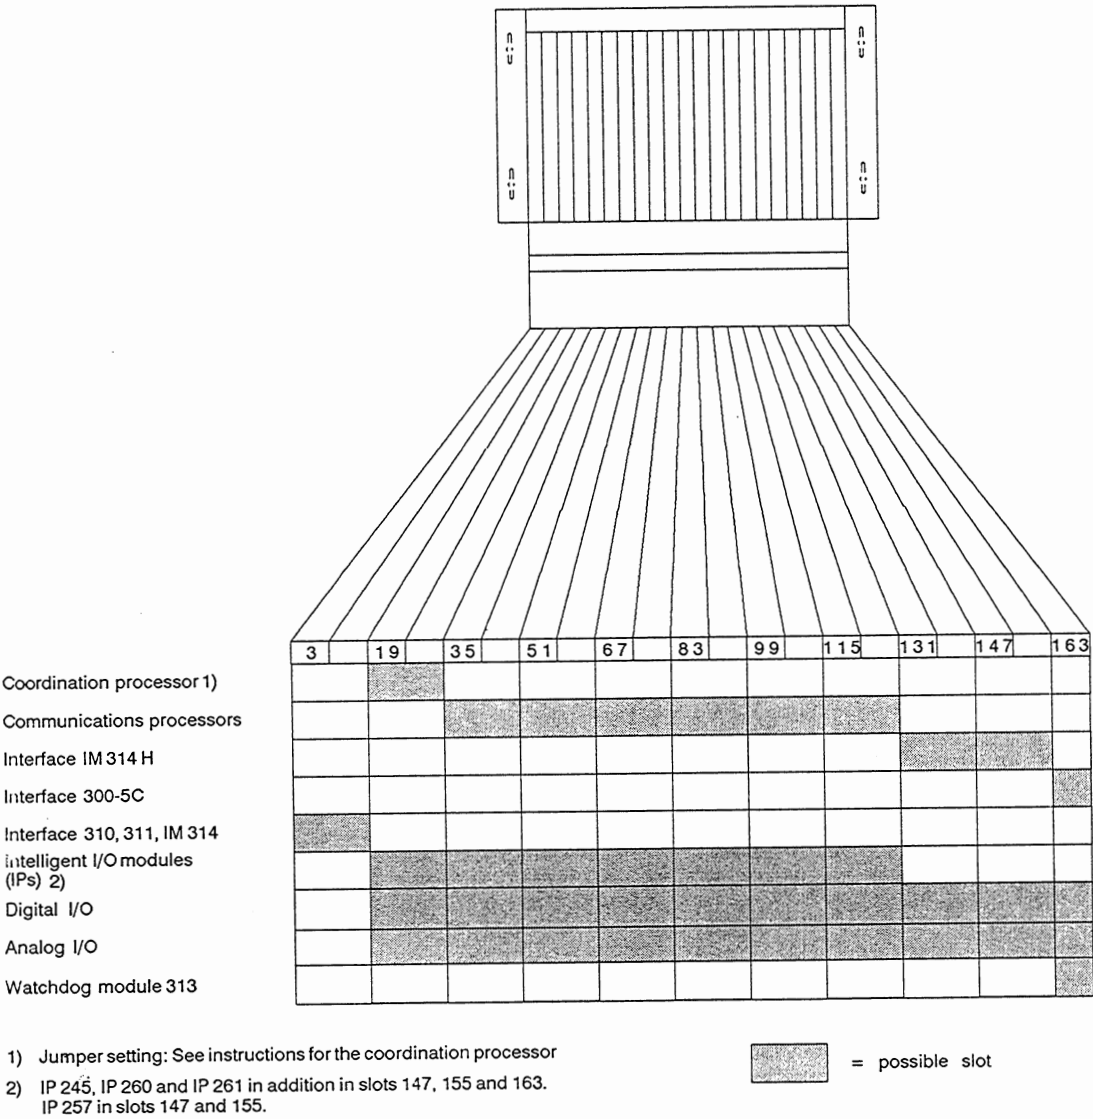 3 19 35 51 67 83 99 115 131 147 163
Coordination processor 1)
Communications processors
Interface IM 314 H
Interface 300-5C
Interface 310, 311, IM 314
Intelligent I/O modules
(IPs) 2)
Digital I/O
Analog I/O
Watchdog module 313
1) Jumper setting: See instructions for the coordination processor
= possible slot
2) IP 245, IP 260 and IP 261 in addition in slots 147, 155 and 163.
IP 257 in slots 147 and 155.